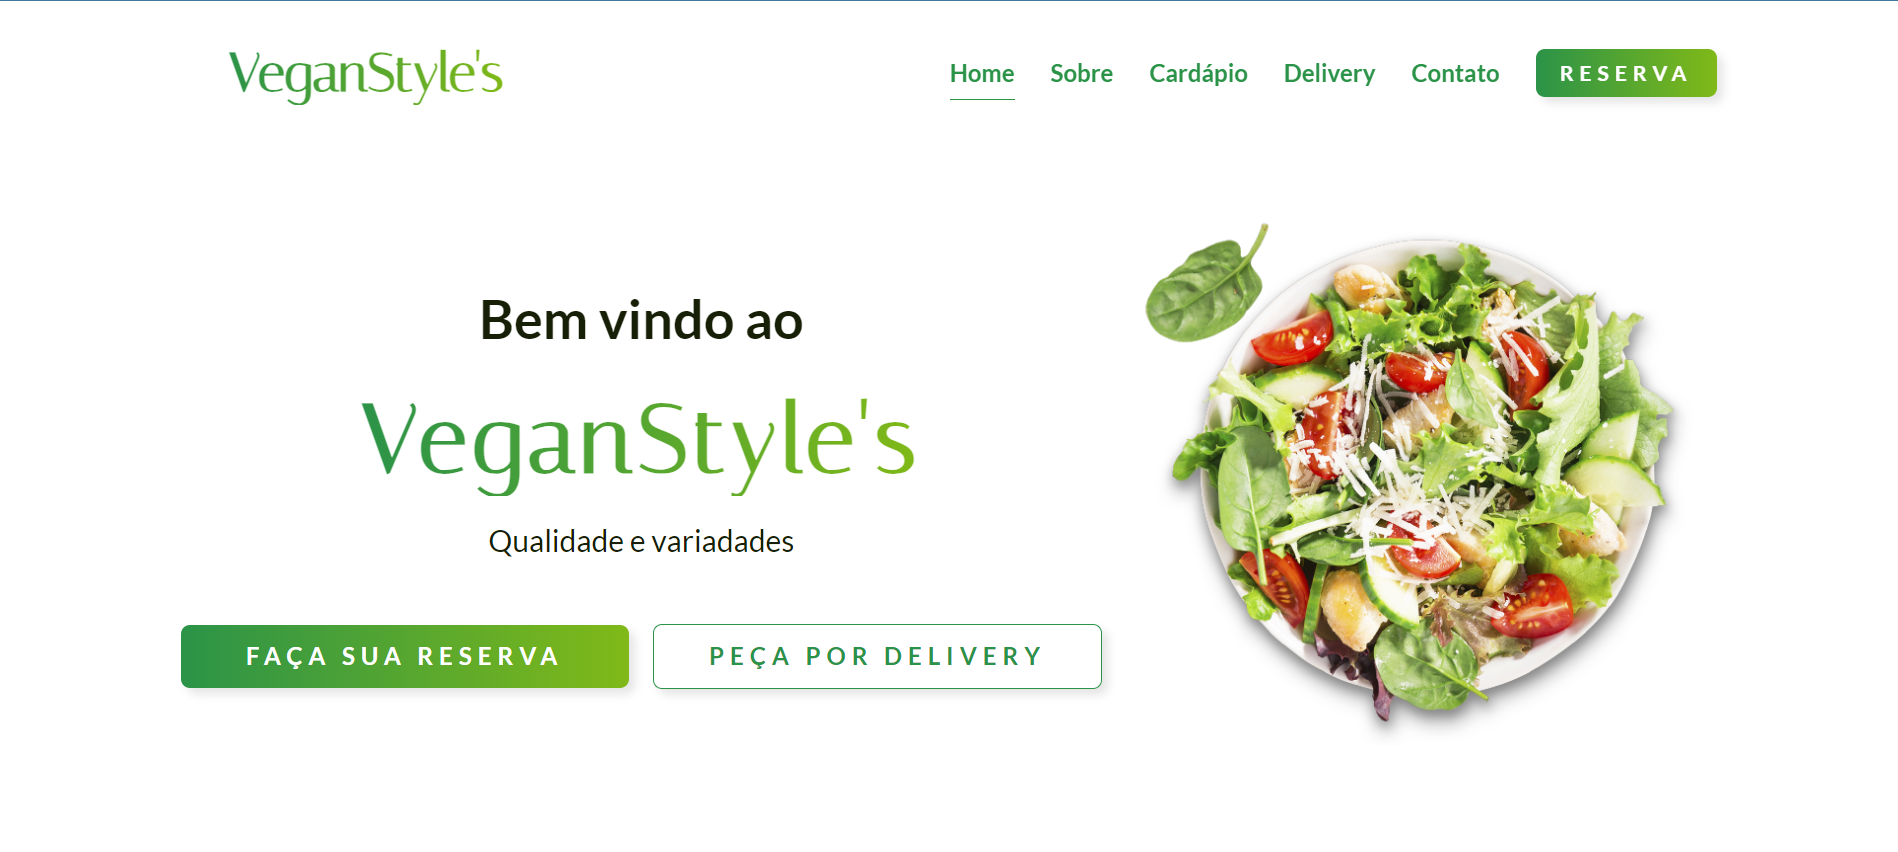 VeganStyle's
Home Sobre Cardápio Delivery Contato RESERVA
Bem vindo ao
VeganStyle's
Qualidade e variadades
FAÇA SUA RESERVA PEÇA POR DELIVERY